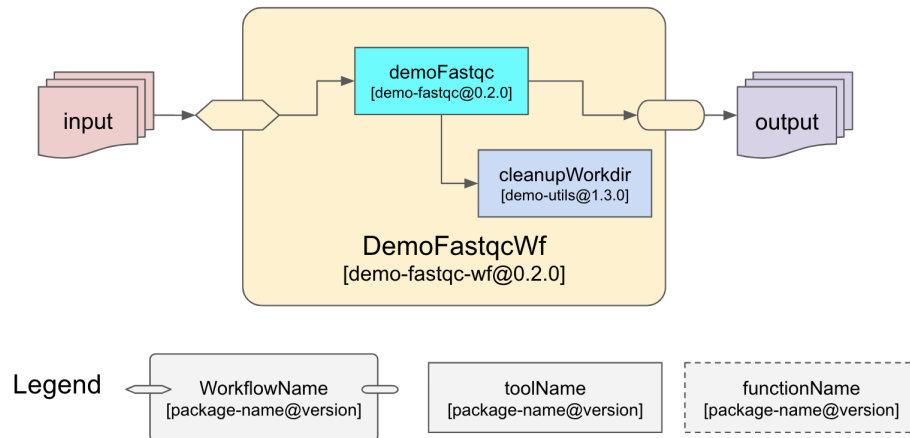 demoFastqc
[demo-fastqc@0.2.0]
input
output
cleanupWorkdir
[demo-utils@1.3.0]
DemoFastqcWf
[demo-fastqc-wf@0.2.0]
Legend
WorkflowName
[package-name@version]
toolName
[package-name@version]
functionName
[package-name@version]